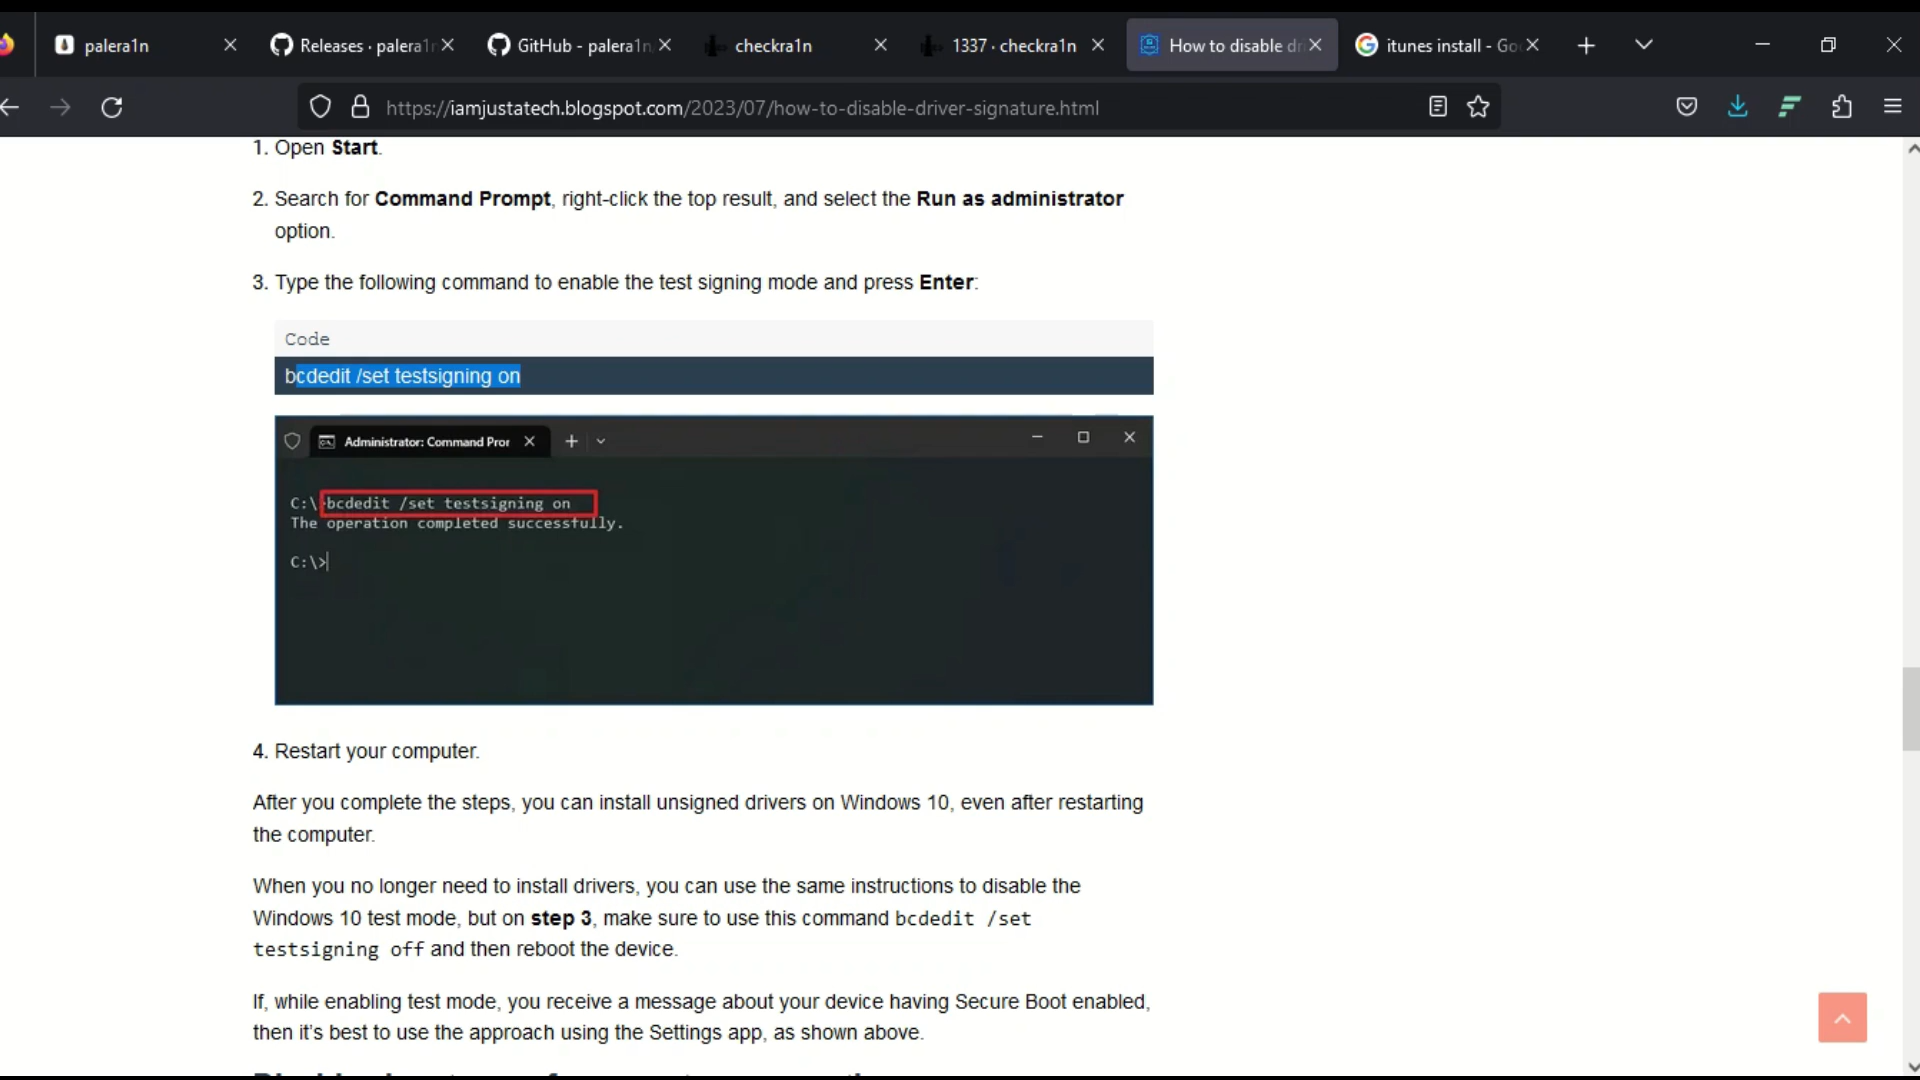 palera1n
Releases · palera1n
GitHub - palera1n
checkra1n
1337 · checkra1n
How to disable dri
itunes install - Goo
https://iamjustatech.blogspot.com/2023/07/how-to-disable-driver-signature.html
1. Open Start.
2. Search for Command Prompt, right-click the top result, and select the Run as administrator
option.
3. Type the following command to enable the test signing mode and press Enter:
Code
bcdedit /set testsigning on
Administrator: Command Pror
C:\>bcdedit /set testsigning on
The operation completed successfully.
C:\>
4. Restart your computer.
After you complete the steps, you can install unsigned drivers on Windows 10, even after restarting
the computer.
When you no longer need to install drivers, you can use the same instructions to disable the
Windows 10 test mode, but on step 3, make sure to use this command bcdedit /set
testsigning off and then reboot the device.
If, while enabling test mode, you receive a message about your device having Secure Boot enabled,
then it's best to use the approach using the Settings app, as shown above.